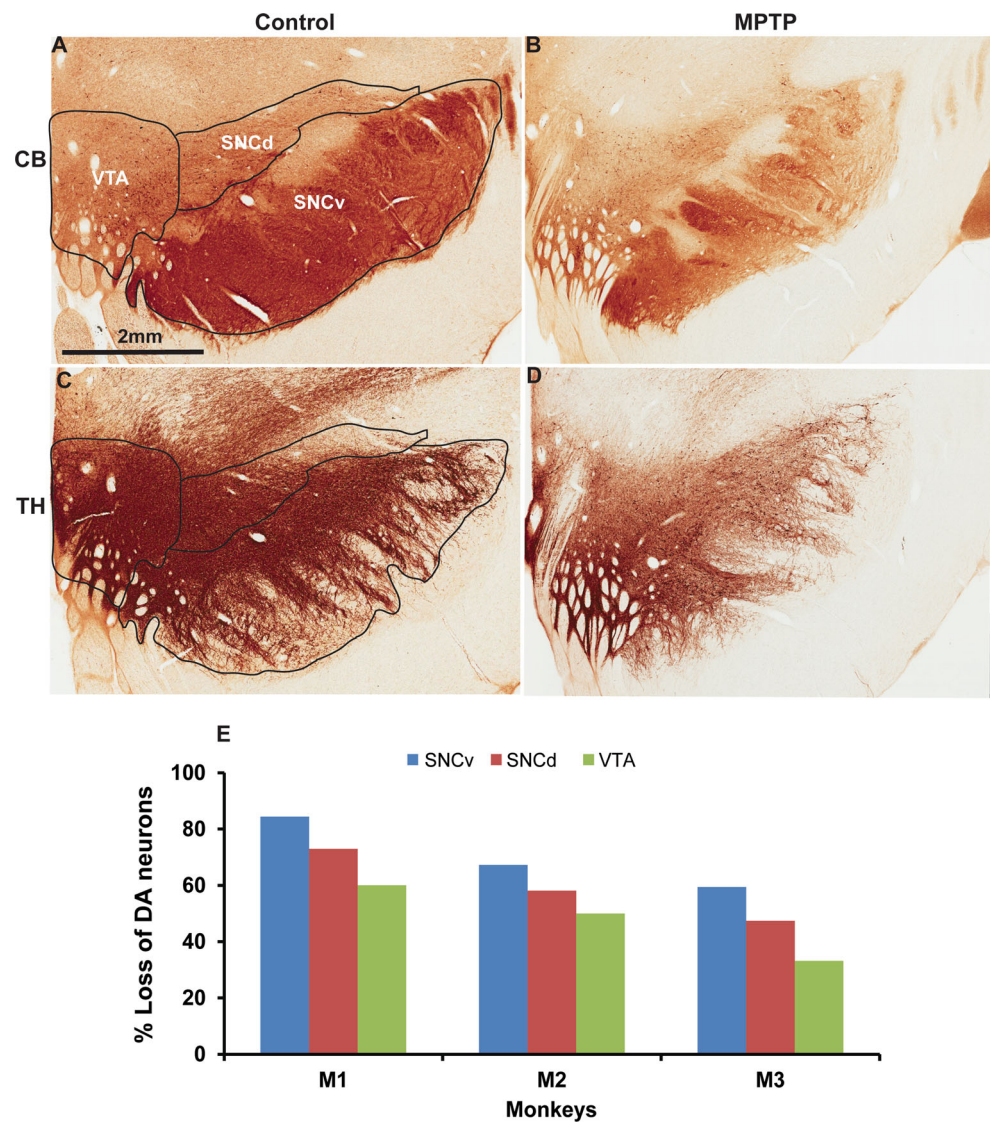 Control MPTP
A B
CB
VTA SNCd
SNCv
2mm
C D
TH
E
SNCv SNCd VTA
% Loss of DA neurons
100
80
60
40
20
0
M1 M2 M3
Monkeys